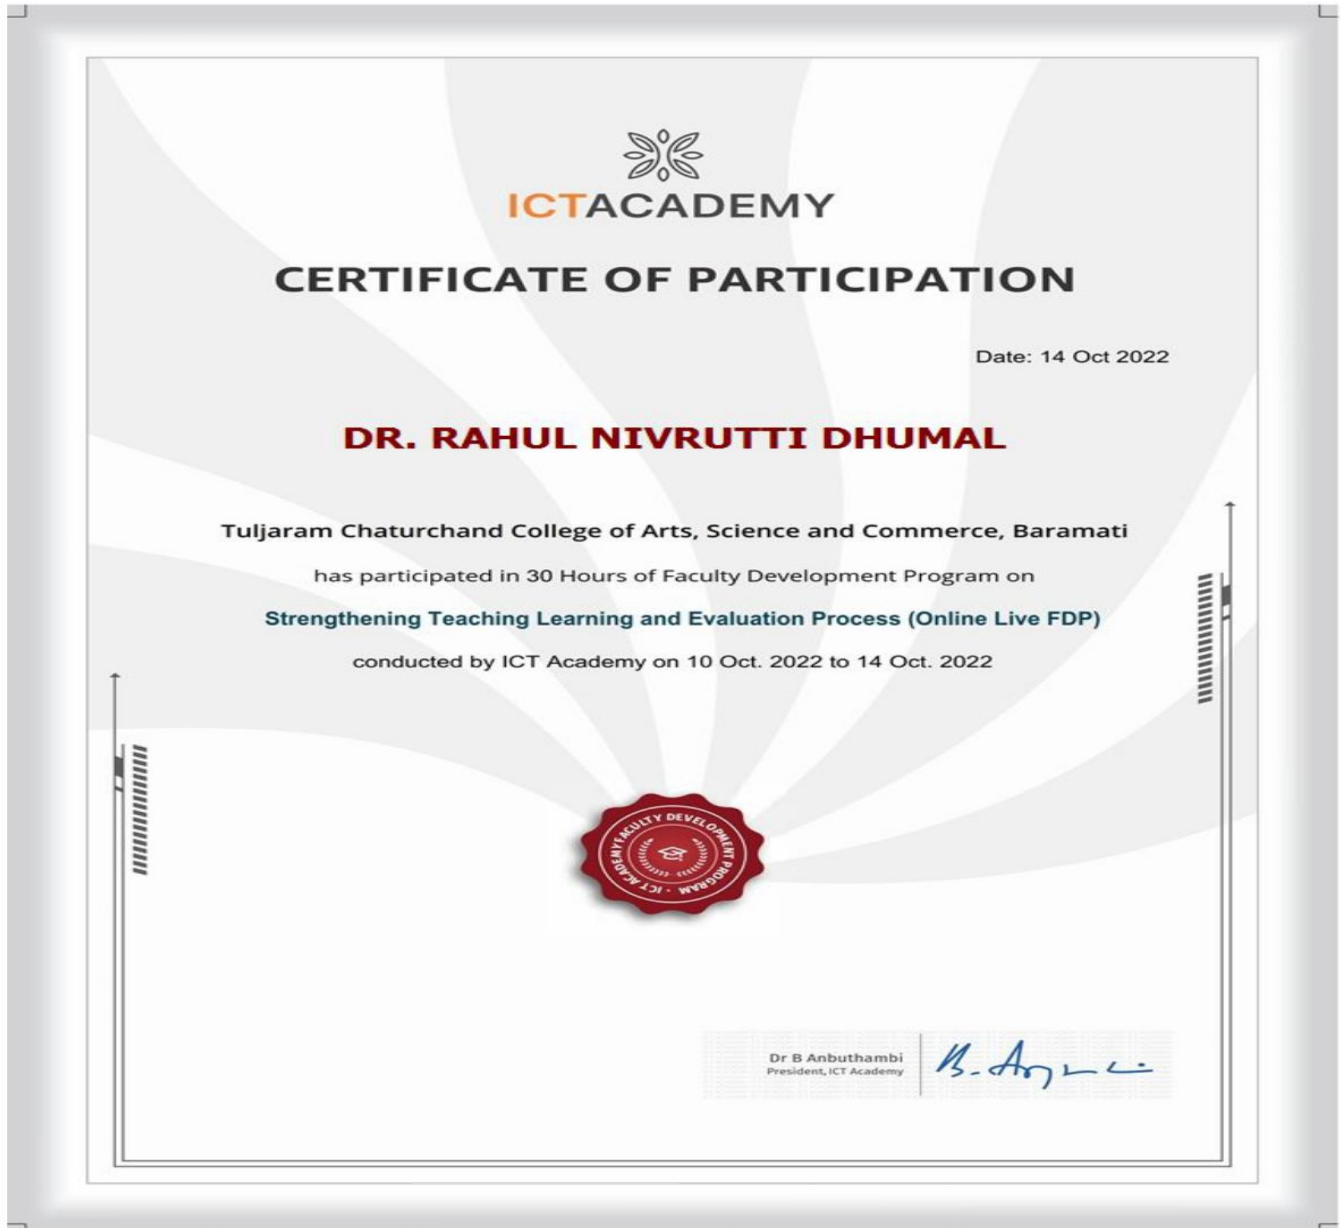 ICTACADEMY
CERTIFICATE OF PARTICIPATION
Date: 14 Oct 2022
DR. RAHUL NIVRUTTI DHUMAL
Tuljaram Chaturchand College of Arts, Science and Commerce, Baramati
has participated in 30 Hours of Faculty Development Program on
Strengthening Teaching Learning and Evaluation Process (Online Live FDP)
conducted by ICT Academy on 10 Oct. 2022 to 14 Oct. 2022
FACULTY DEVELOPMENT PROGRAM · ICT ACADEMY
Dr B Anbuthambi
President, ICT Academy